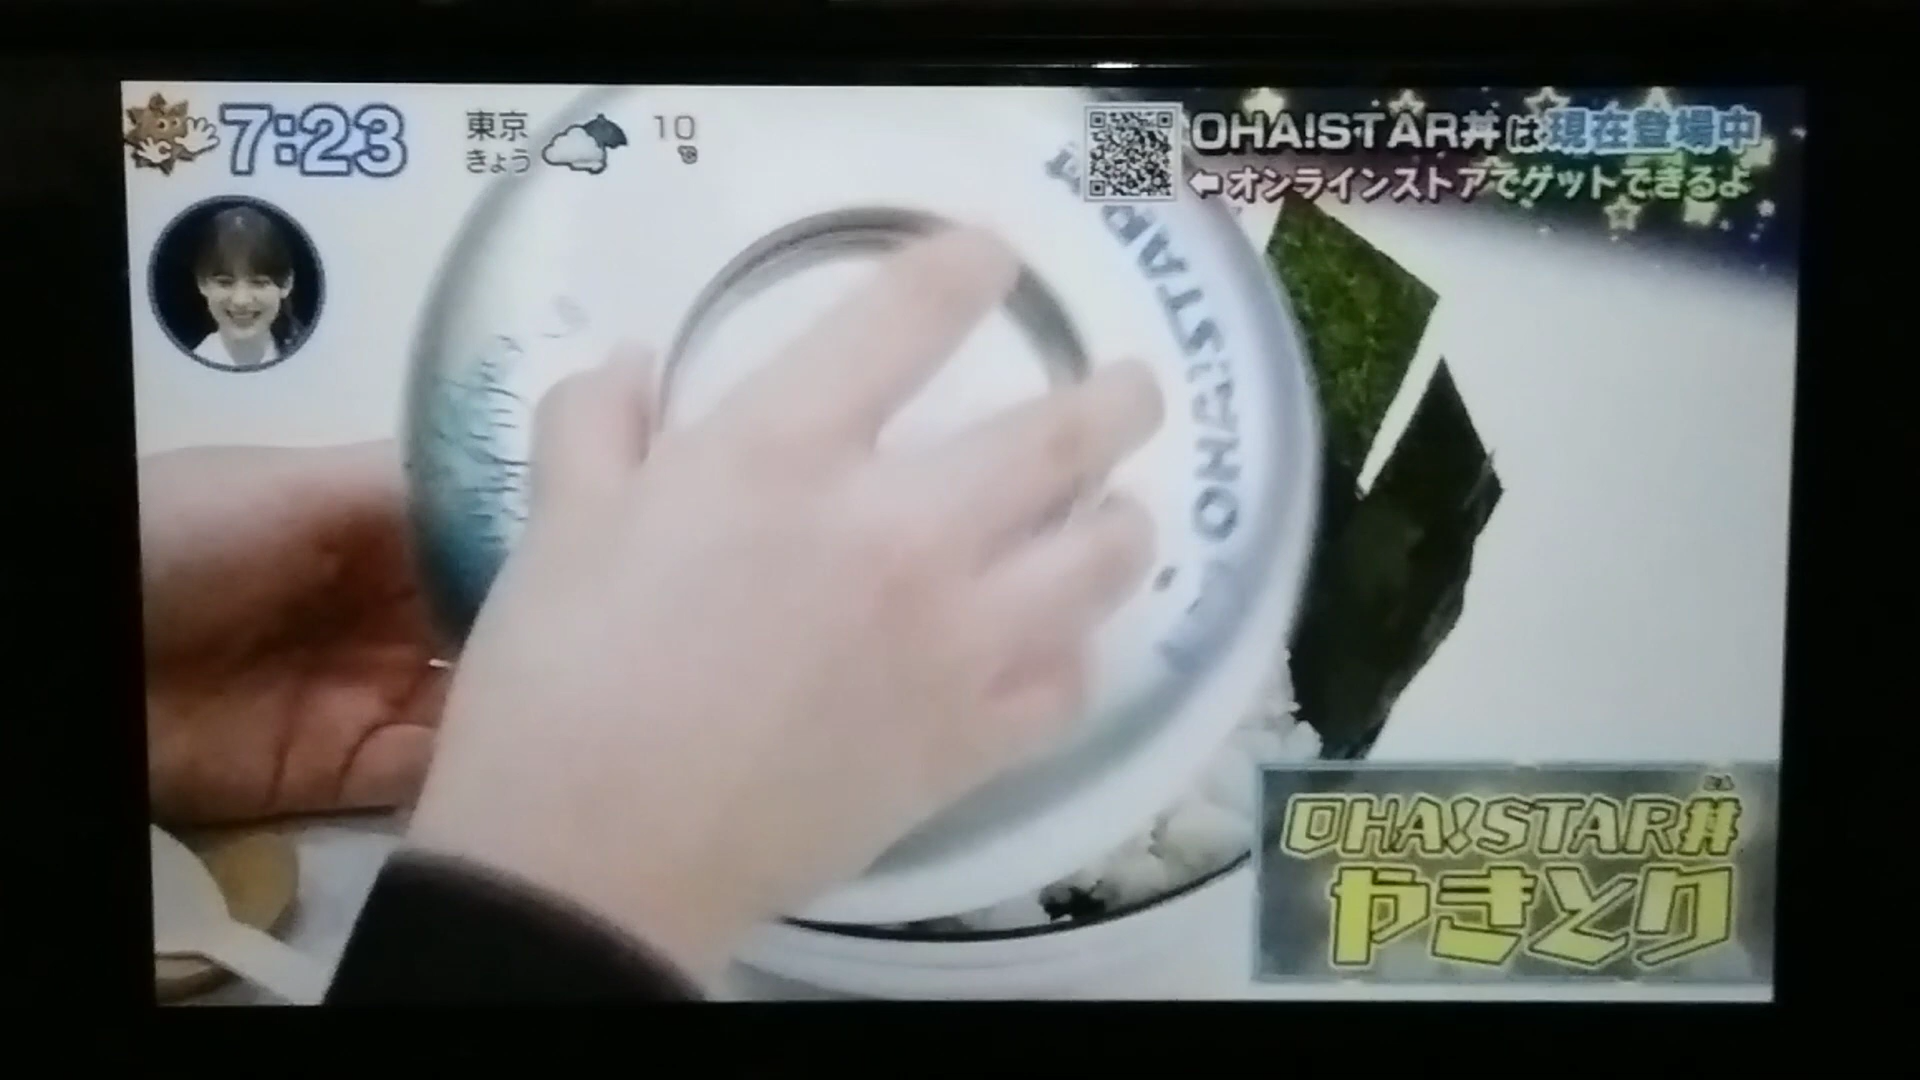 7:23
東京
きょう
10
℃
OHA!STAR丼は現在登場中
←オンラインストアでゲットできるよ
OHA!STAR
どん
OHA!STAR丼
やきとり